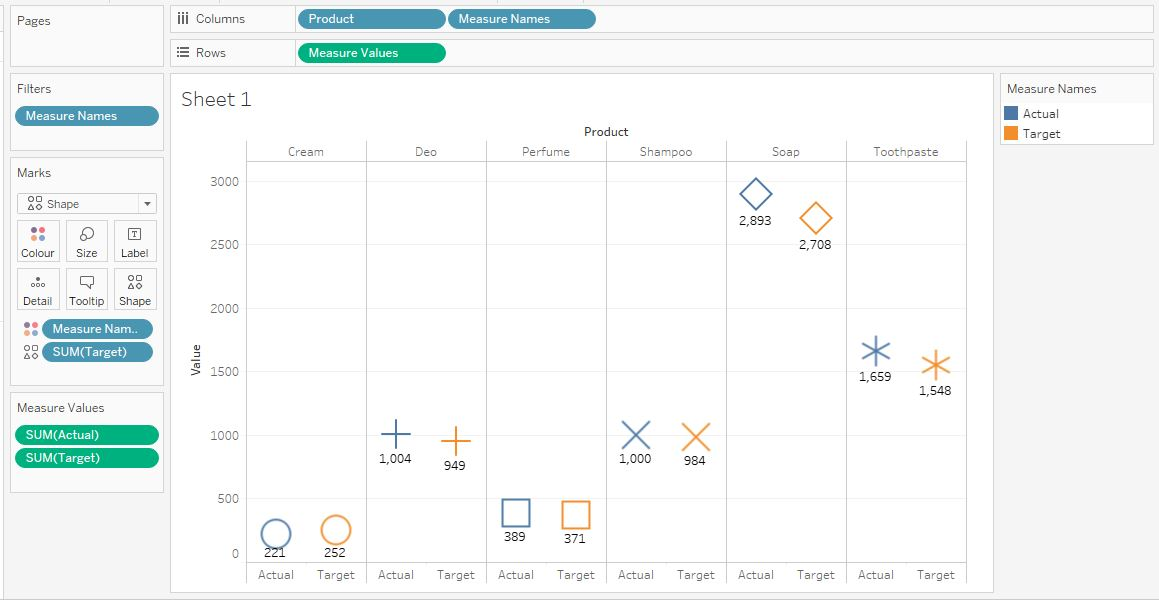 Pages
Columns
Product
Measure Names
Rows
Measure Values
Filters
Measure Names
Marks
Shape
Colour
Size
Label
Detail
Tooltip
Shape
Measure Nam..
SUM(Target)
Measure Values
SUM(Actual)
SUM(Target)
Sheet 1
Product
Cream Deo Perfume Shampoo Soap Toothpaste
Value
3000
2500
2000
1500
1000
500
0
221
252
1,004
949
389
371
1,000
984
2,893
2,708
1,659
1,548
Actual Target Actual Target Actual Target Actual Target Actual Target Actual Target
Measure Names
Actual
Target